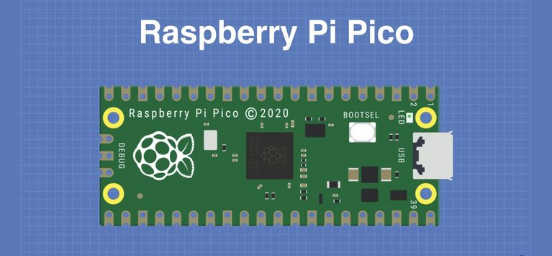 Raspberry Pi Pico
Raspberry Pi Pico ©2020
BOOTSEL
LED
2
1
DEBUG
USB
39